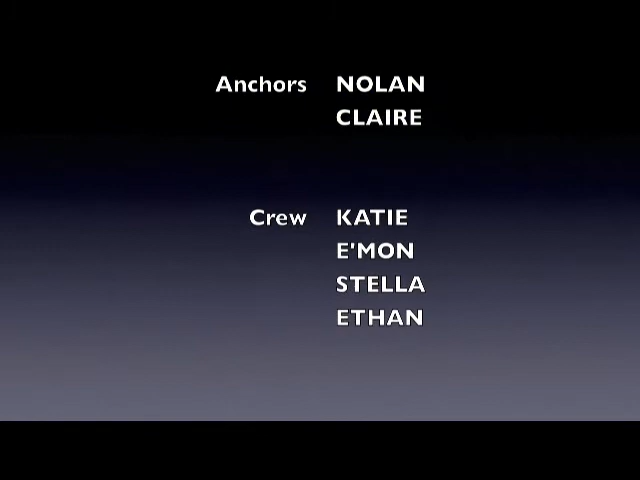 Anchors NOLAN
CLAIRE
Crew KATIE
E'MON
STELLA
ETHAN